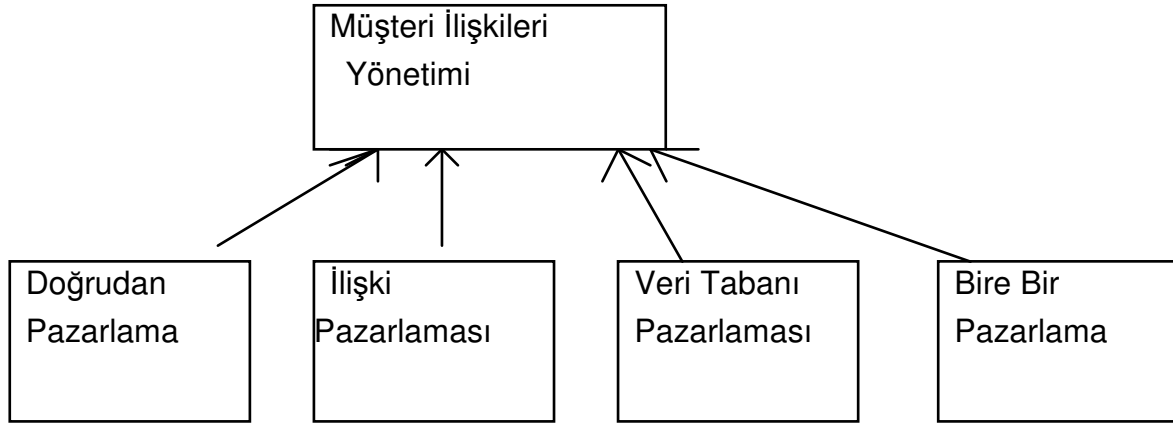 Müşteri İlişkileri
Yönetimi
Doğrudan
Pazarlama
İlişki
Pazarlaması
Veri Tabanı
Pazarlaması
Bire Bir
Pazarlama